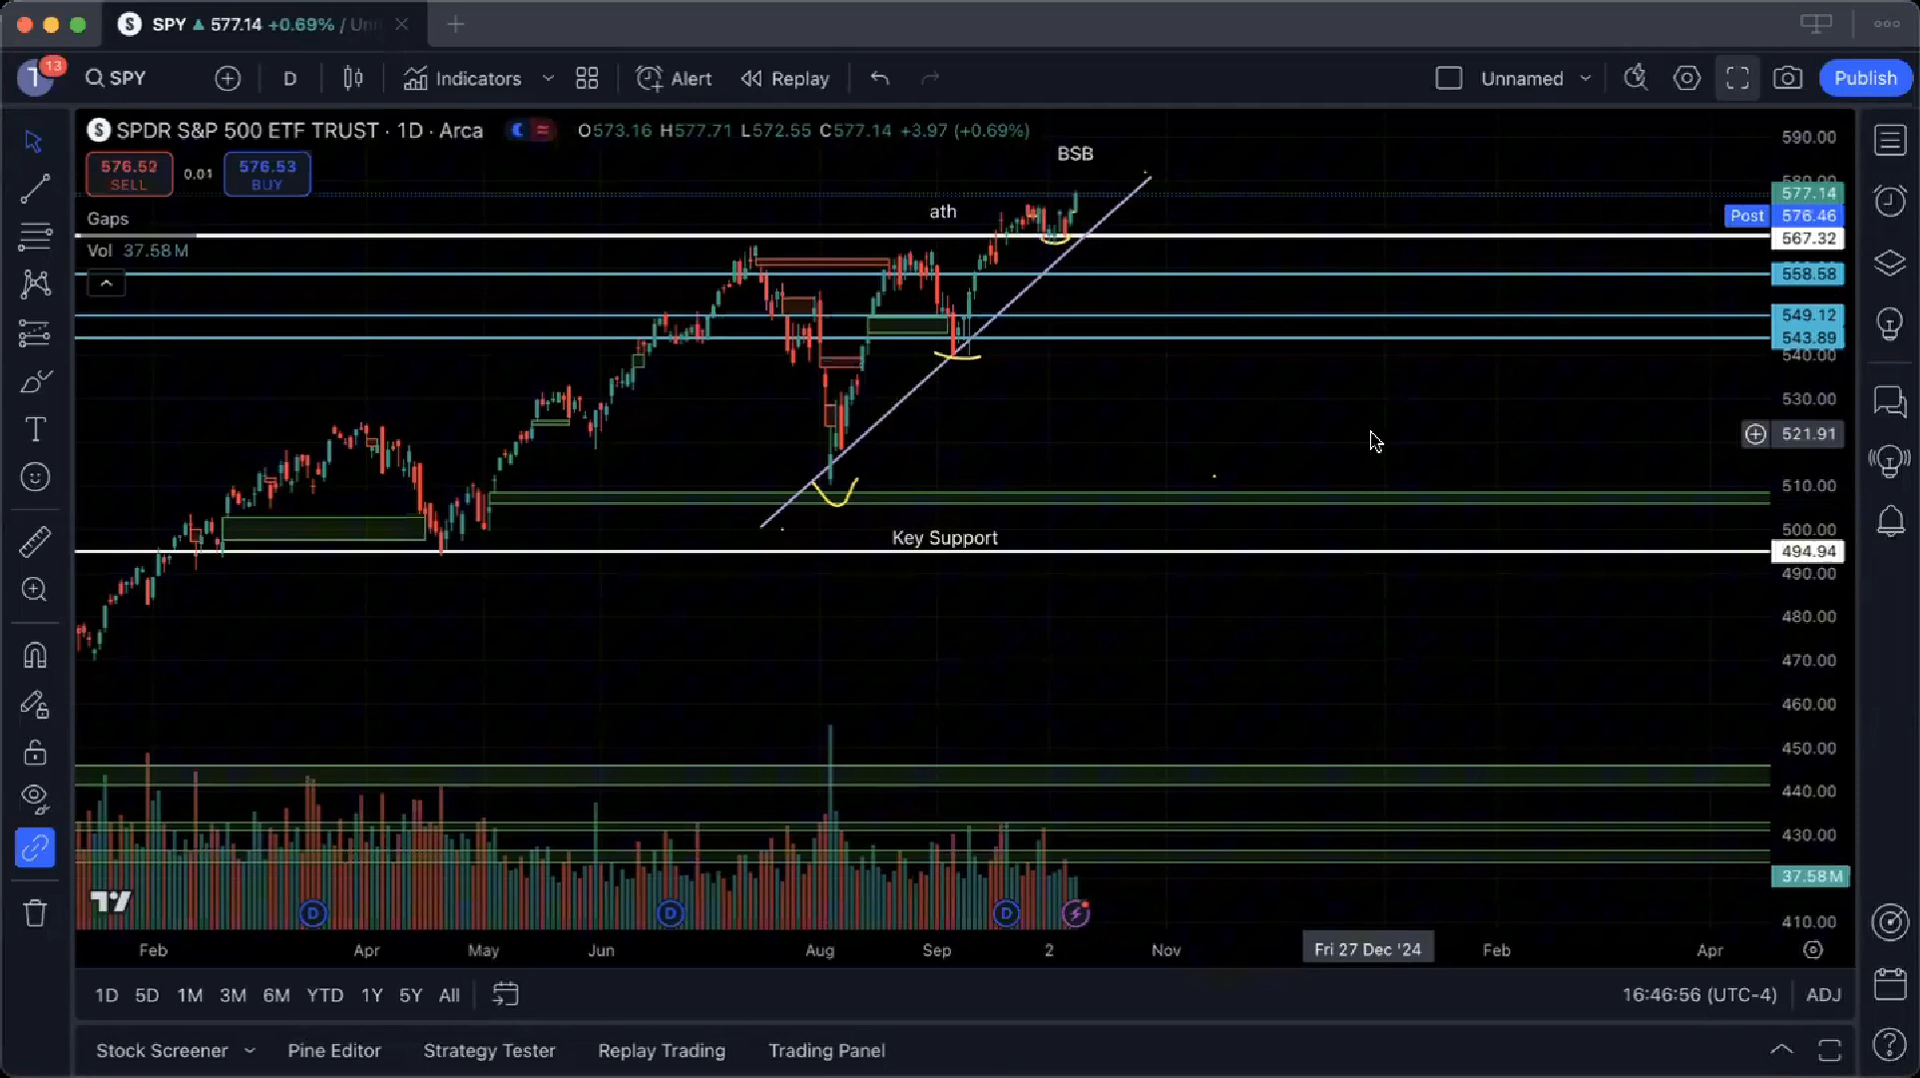 SPY 577.14 +0.69% / Un
13
SPY D Indicators Alert Replay Unnamed Publish
SPDR S&P 500 ETF TRUST · 1D · Arca O573.16 H577.71 L572.55 C577.14 +3.97 (+0.69%)
576.52 SELL 0.01 576.53 BUY
Gaps
Vol 37.58M
BSB
ath
Key Support
590.00
580.00
577.14
Post 576.46
567.32
558.58
549.12
543.89
540.00
530.00
521.91
510.00
500.00
494.94
490.00
480.00
470.00
460.00
450.00
440.00
430.00
37.58M
410.00
D D D
Feb Apr May Jun Aug Sep 2 Nov Fri 27 Dec '24 Feb Apr
1D 5D 1M 3M 6M YTD 1Y 5Y All 16:46:56 (UTC-4) ADJ
Stock Screener Pine Editor Strategy Tester Replay Trading Trading Panel